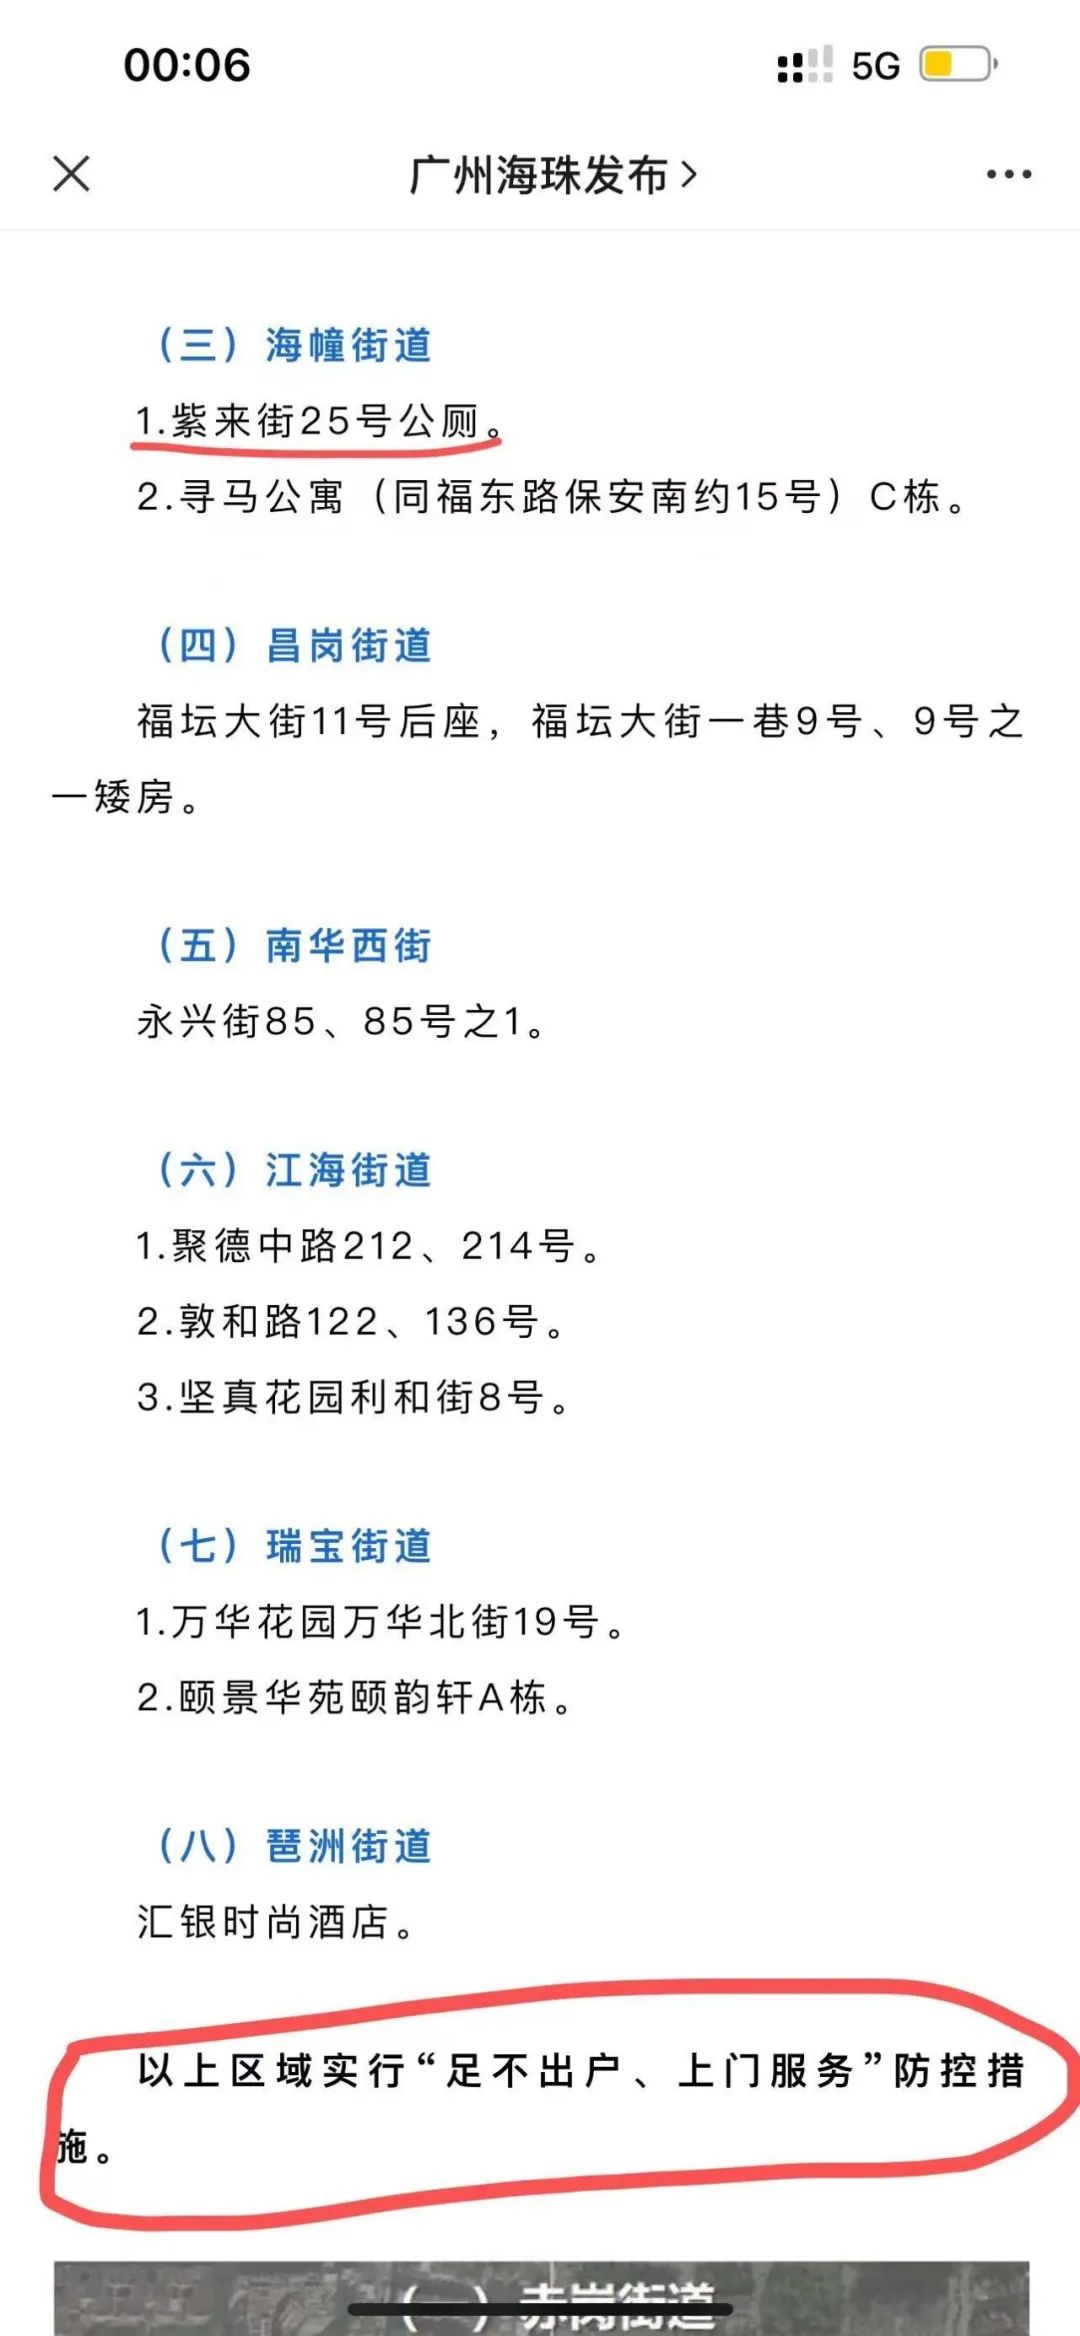 00:06
5G
广州海珠发布
（三）海幢街道
1.紫来街25号公厕。
2.寻马公寓（同福东路保安南约15号）C栋。
（四）昌岗街道
福坛大街11号后座，福坛大街一巷9号、9号之
一矮房。
（五）南华西街
永兴街85、85号之1。
（六）江海街道
1.聚德中路212、214号。
2.敦和路122、136号。
3.坚真花园利和街8号。
（七）瑞宝街道
1.万华花园万华北街19号。
2.颐景华苑颐韵轩A栋。
（八）琶洲街道
汇银时尚酒店。
以上区域实行“足不出户、上门服务”防控措
施。
（一）赤岗街道